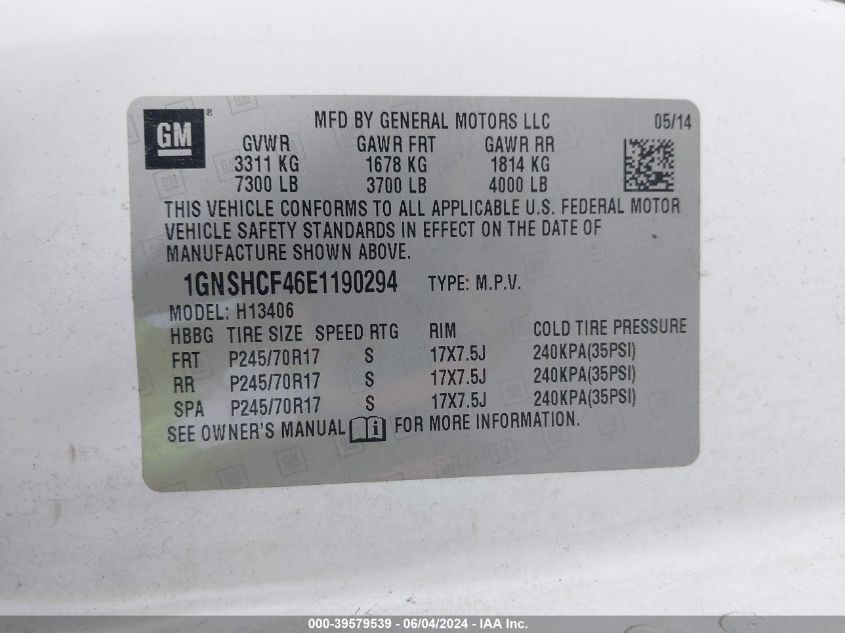 GM ® MFD BY GENERAL MOTORS LLC 05/14
GVWR GAWR FRT GAWR RR
3311 KG 1678 KG 1814 KG
7300 LB 3700 LB 4000 LB
THIS VEHICLE CONFORMS TO ALL APPLICABLE U.S. FEDERAL MOTOR
VEHICLE SAFETY STANDARDS IN EFFECT ON THE DATE OF
MANUFACTURE SHOWN ABOVE.
1GNSHCF46E1190294 TYPE: M.P.V.
MODEL: H13406
HBBG TIRE SIZE SPEED RTG RIM COLD TIRE PRESSURE
FRT P245/70R17 S 17X7.5J 240KPA(35PSI)
RR P245/70R17 S 17X7.5J 240KPA(35PSI)
SPA P245/70R17 S 17X7.5J 240KPA(35PSI)
SEE OWNER'S MANUAL i FOR MORE INFORMATION.
000-39579539 - 06/04/2024 - IAA Inc.